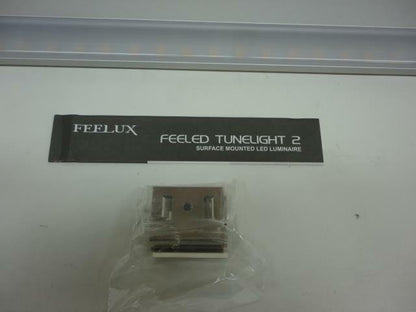 FEELUX
FEELED TUNELIGHT 2
SURFACE MOUNTED LED LUMINAIRE